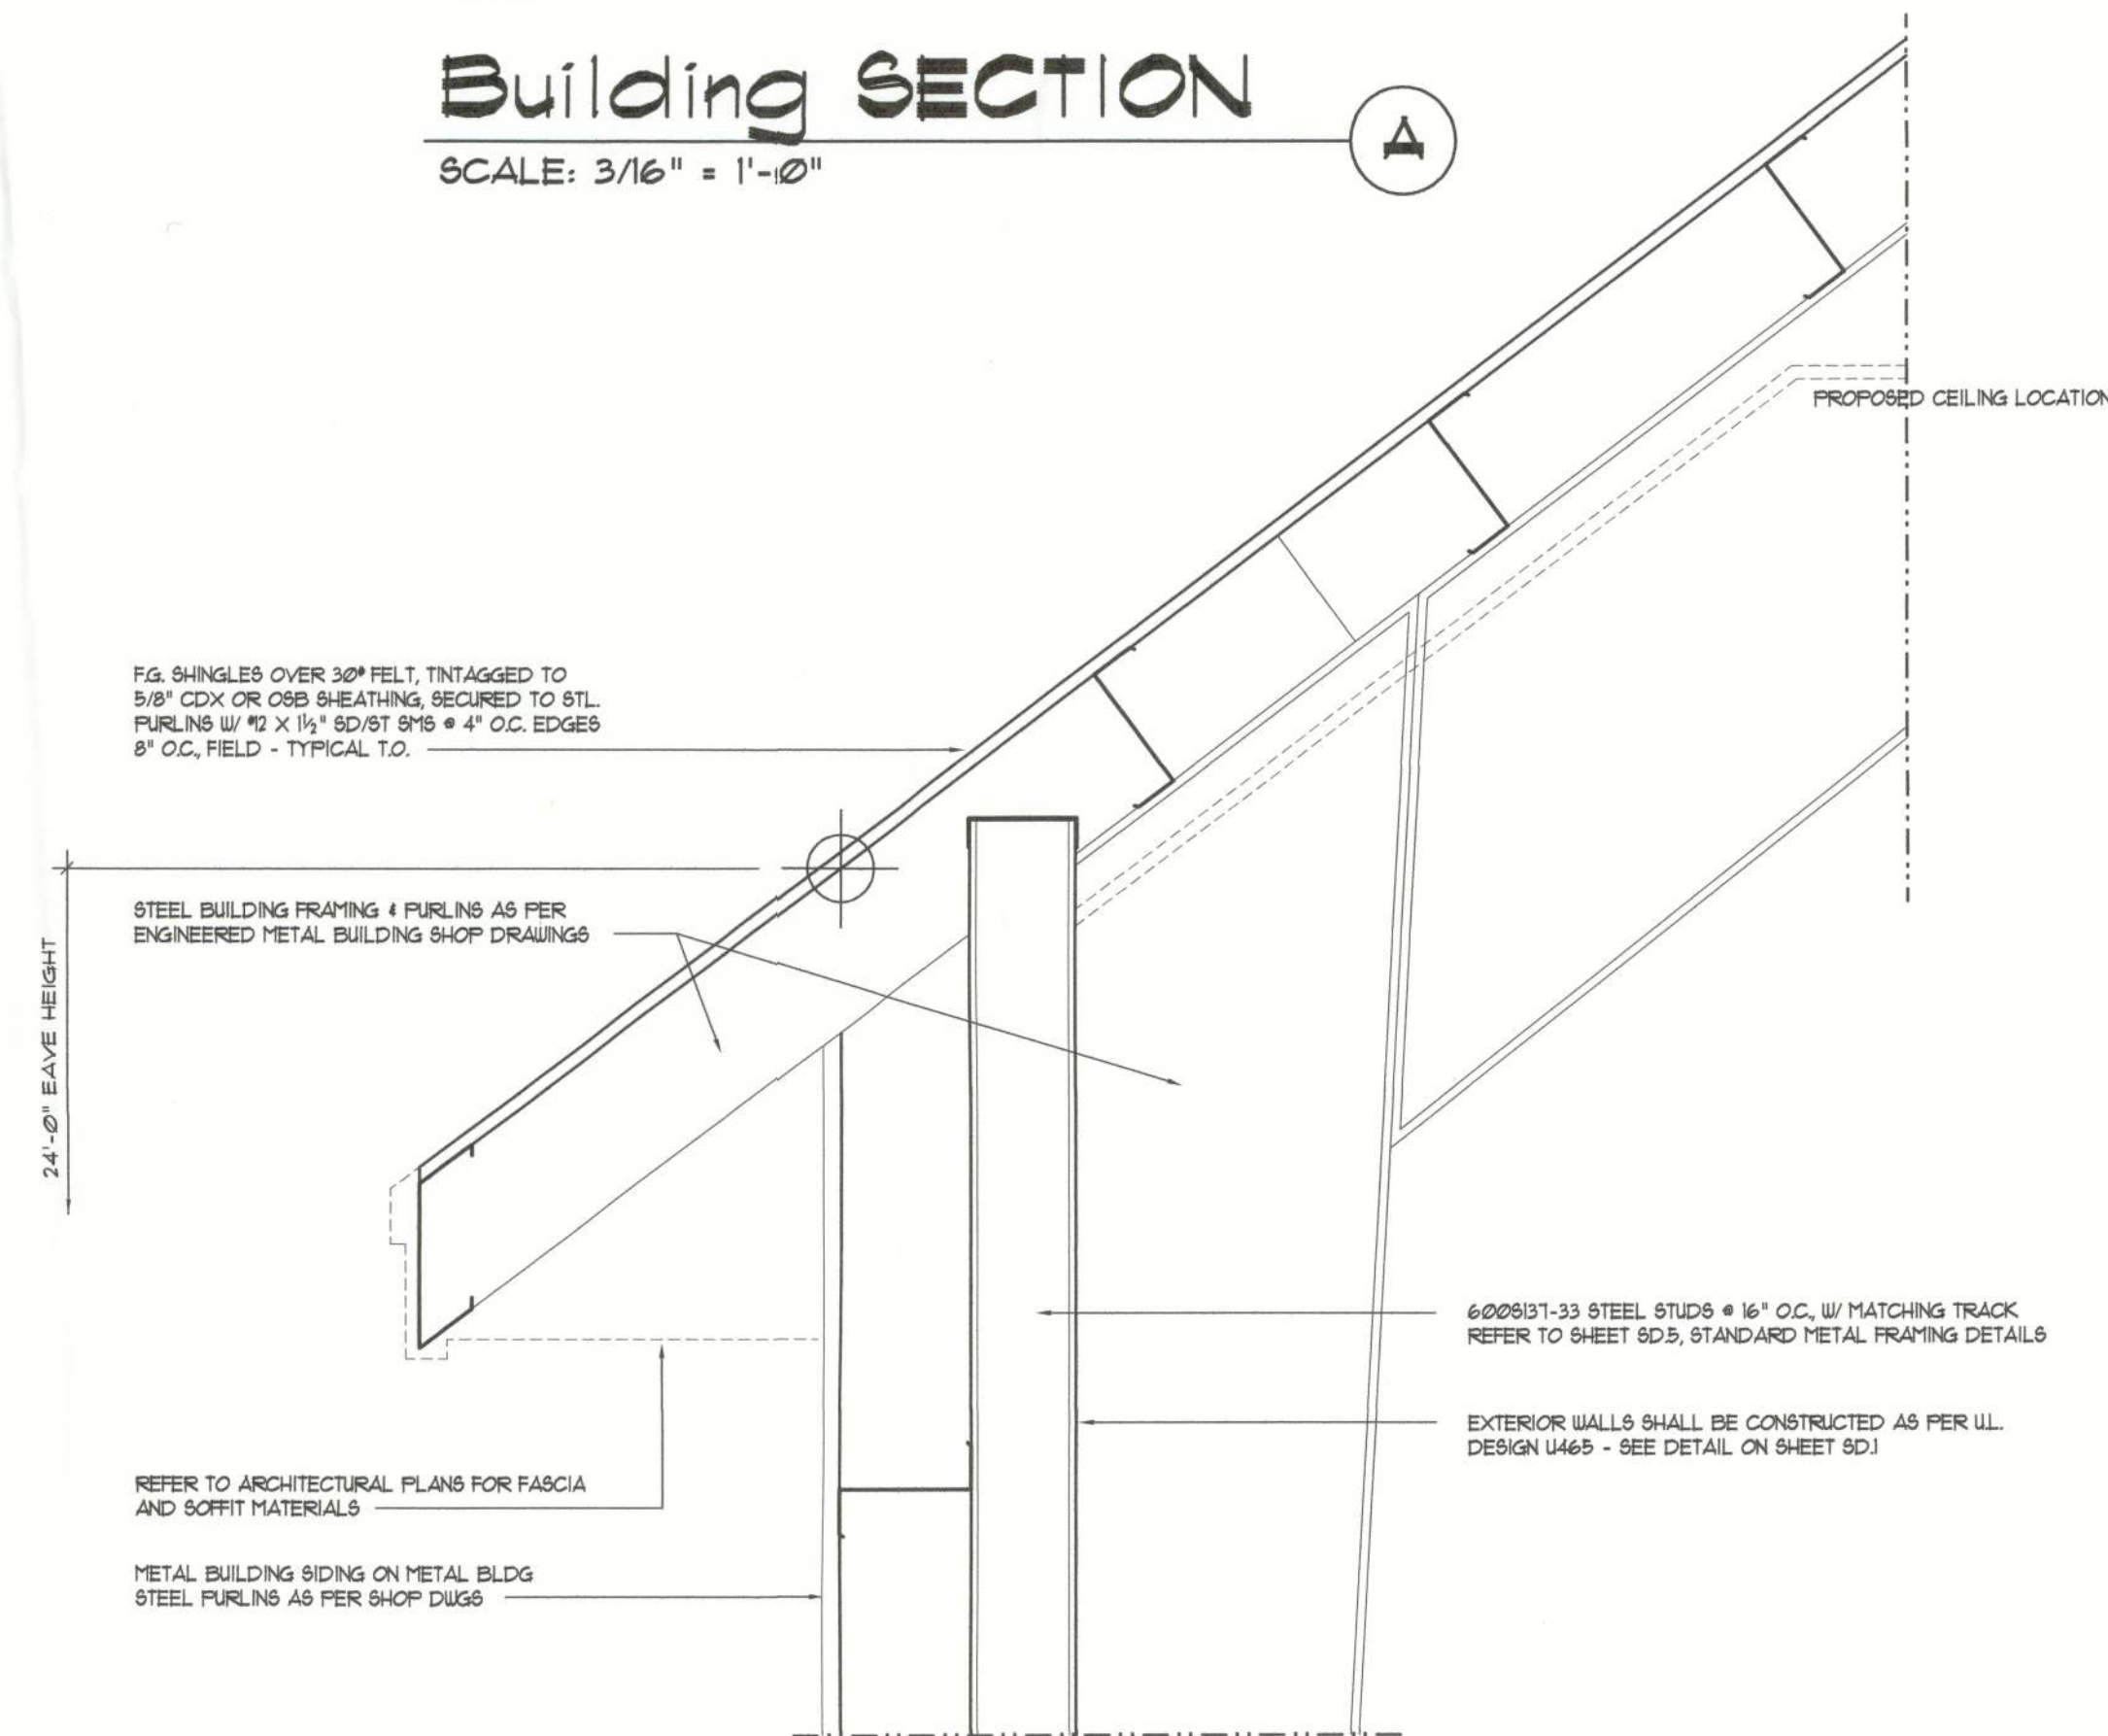 Building SECTION
A
SCALE: 3/16" = 1'-0"
PROPOSED CEILING LOCATION
F.G. SHINGLES OVER 30# FELT, TINTAGGED TO
5/8" CDX OR OSB SHEATHING, SECURED TO STL.
PURLINS W/ #12 X 1½" SD/ST SMS @ 4" O.C. EDGES
8" O.C., FIELD - TYPICAL T.O.
STEEL BUILDING FRAMING & PURLINS AS PER
ENGINEERED METAL BUILDING SHOP DRAWINGS
24'-0" EAVE HEIGHT
600S137-33 STEEL STUDS @ 16" O.C., W/ MATCHING TRACK
REFER TO SHEET SD.5, STANDARD METAL FRAMING DETAILS
EXTERIOR WALLS SHALL BE CONSTRUCTED AS PER U.L.
DESIGN U465 - SEE DETAIL ON SHEET SD.1
REFER TO ARCHITECTURAL PLANS FOR FASCIA
AND SOFFIT MATERIALS
METAL BUILDING SIDING ON METAL BLDG
STEEL PURLINS AS PER SHOP DWGS